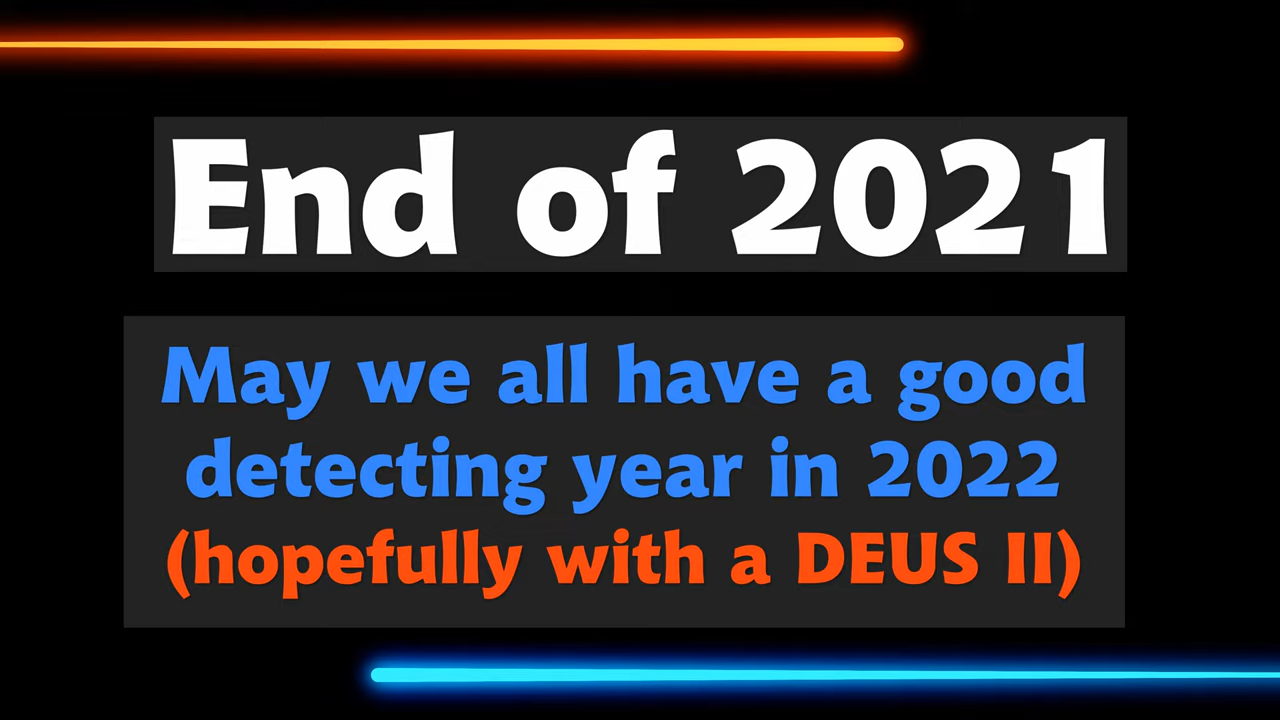 End of 2021
May we all have a good
detecting year in 2022
(hopefully with a DEUS II)